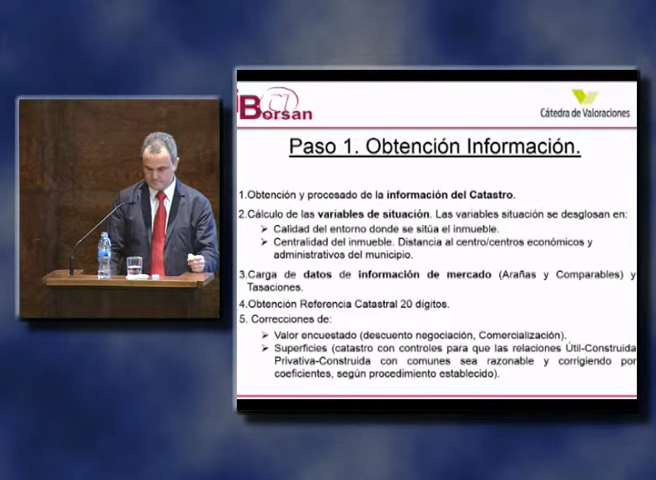 Borsan
Cátedra de Valoraciones
Paso 1. Obtención Información.
1.Obtención y procesado de la información del Catastro.
2.Cálculo de las variables de situación. Las variables situación se desglosan en:
➢ Calidad del entorno donde se sitúa el inmueble.
➢ Centralidad del inmueble. Distancia al centro/centros económicos y
administrativos del municipio.
3.Carga de datos de información de mercado (Arañas y Comparables) y
Tasaciones.
4.Obtención Referencia Catastral 20 dígitos.
5. Correcciones de:
➢ Valor encuestado (descuento negociación, Comercialización).
➢ Superficies (catastro con controles para que las relaciones Útil-Construida
Privativa-Construida con comunes sea razonable y corrigiendo por
coeficientes, según procedimiento establecido).